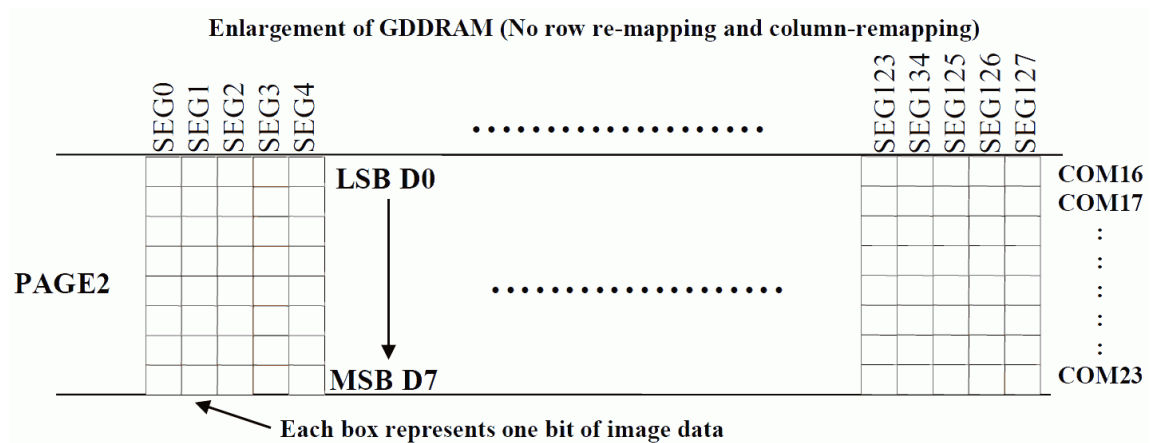 Enlargement of GDDRAM (No row re-mapping and column-remapping)
SEG0
SEG1
SEG2
SEG3
SEG4
....................
SEG123
SEG134
SEG125
SEG126
SEG127
LSB D0
COM16
COM17
:
:
:
:
:
PAGE2
....................
MSB D7
COM23
Each box represents one bit of image data